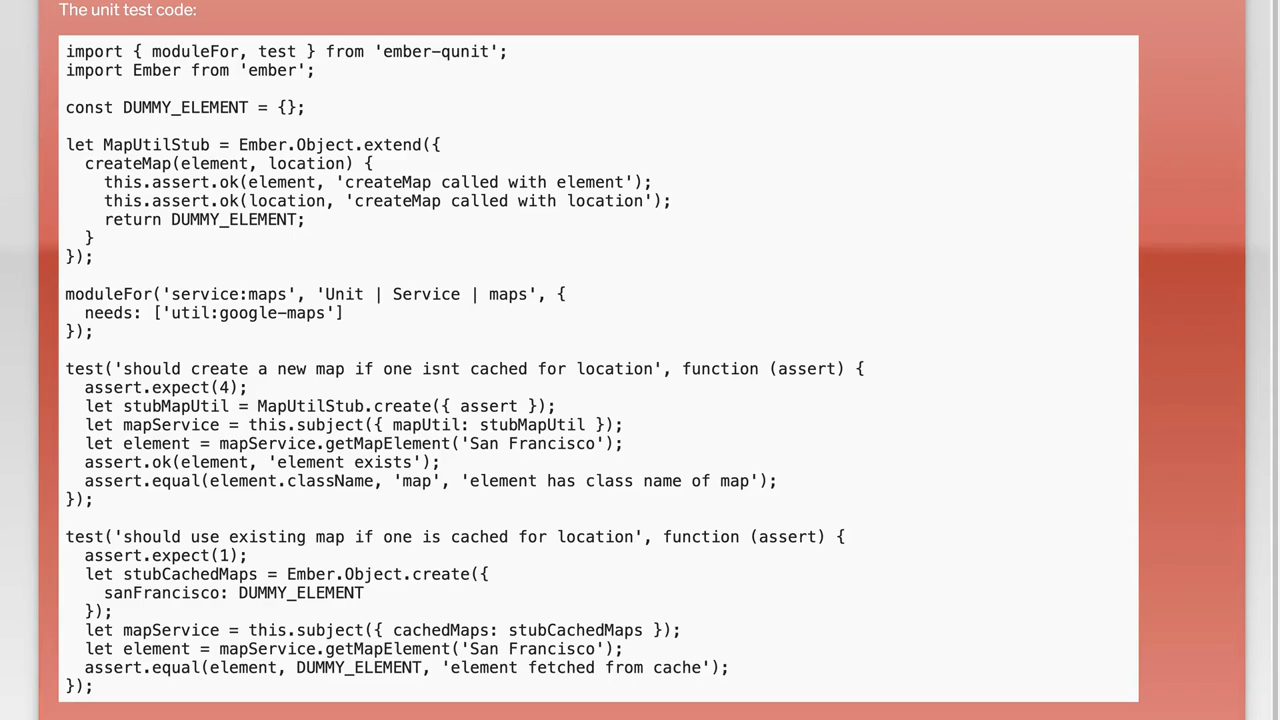 The unit test code:
import { moduleFor, test } from 'ember-qunit';
import Ember from 'ember';
const DUMMY_ELEMENT = {};
let MapUtilStub = Ember.Object.extend({
  createMap(element, location) {
    this.assert.ok(element, 'createMap called with element');
    this.assert.ok(location, 'createMap called with location');
    return DUMMY_ELEMENT;
  }
});
moduleFor('service:maps', 'Unit | Service | maps', {
  needs: ['util:google-maps']
});
test('should create a new map if one isnt cached for location', function (assert) {
  assert.expect(4);
  let stubMapUtil = MapUtilStub.create({ assert });
  let mapService = this.subject({ mapUtil: stubMapUtil });
  let element = mapService.getMapElement('San Francisco');
  assert.ok(element, 'element exists');
  assert.equal(element.className, 'map', 'element has class name of map');
});
test('should use existing map if one is cached for location', function (assert) {
  assert.expect(1);
  let stubCachedMaps = Ember.Object.create({
    sanFrancisco: DUMMY_ELEMENT
  });
  let mapService = this.subject({ cachedMaps: stubCachedMaps });
  let element = mapService.getMapElement('San Francisco');
  assert.equal(element, DUMMY_ELEMENT, 'element fetched from cache');
});